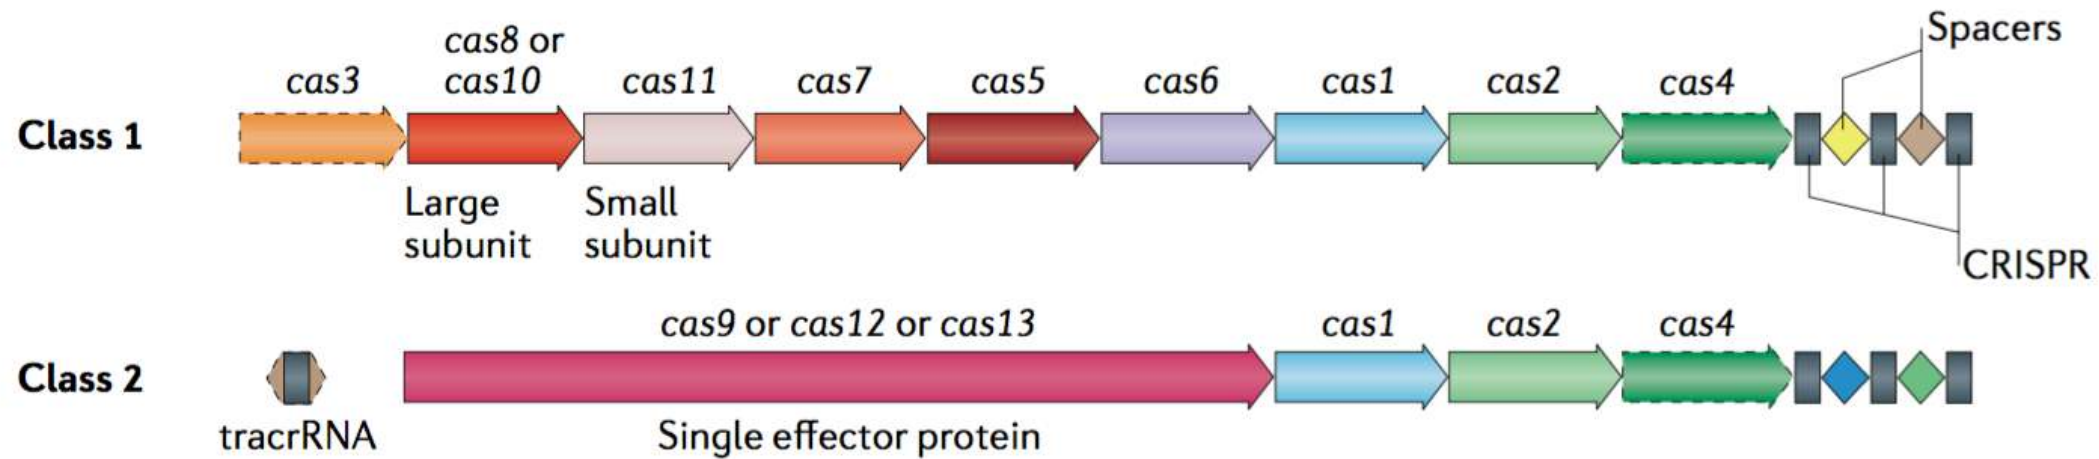 Spacers
cas8 or
cas3 cas10 cas11 cas7 cas5 cas6 cas1 cas2 cas4
Class 1
Large Small
subunit subunit
CRISPR
cas9 or cas12 or cas13 cas1 cas2 cas4
Class 2
tracrRNA Single effector protein